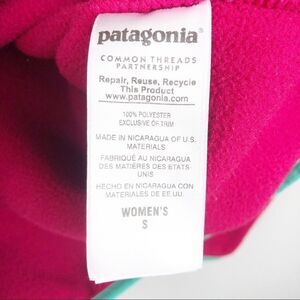 patagonia®
COMMON THREADS
PARTNERSHIP
Repair, Reuse, Recycle
This Product
www.patagonia.com
100% POLYESTER
EXCLUSIVE OF TRIM
MADE IN NICARAGUA OF U.S.
MATERIALS
FABRIQUÉ AU NICARAGUA
DES MATIÈRES DES ÉTATS-
UNIS
HECHO EN NICARAGUA CON
MATERIALES DE EE.UU.
WOMEN'S
S